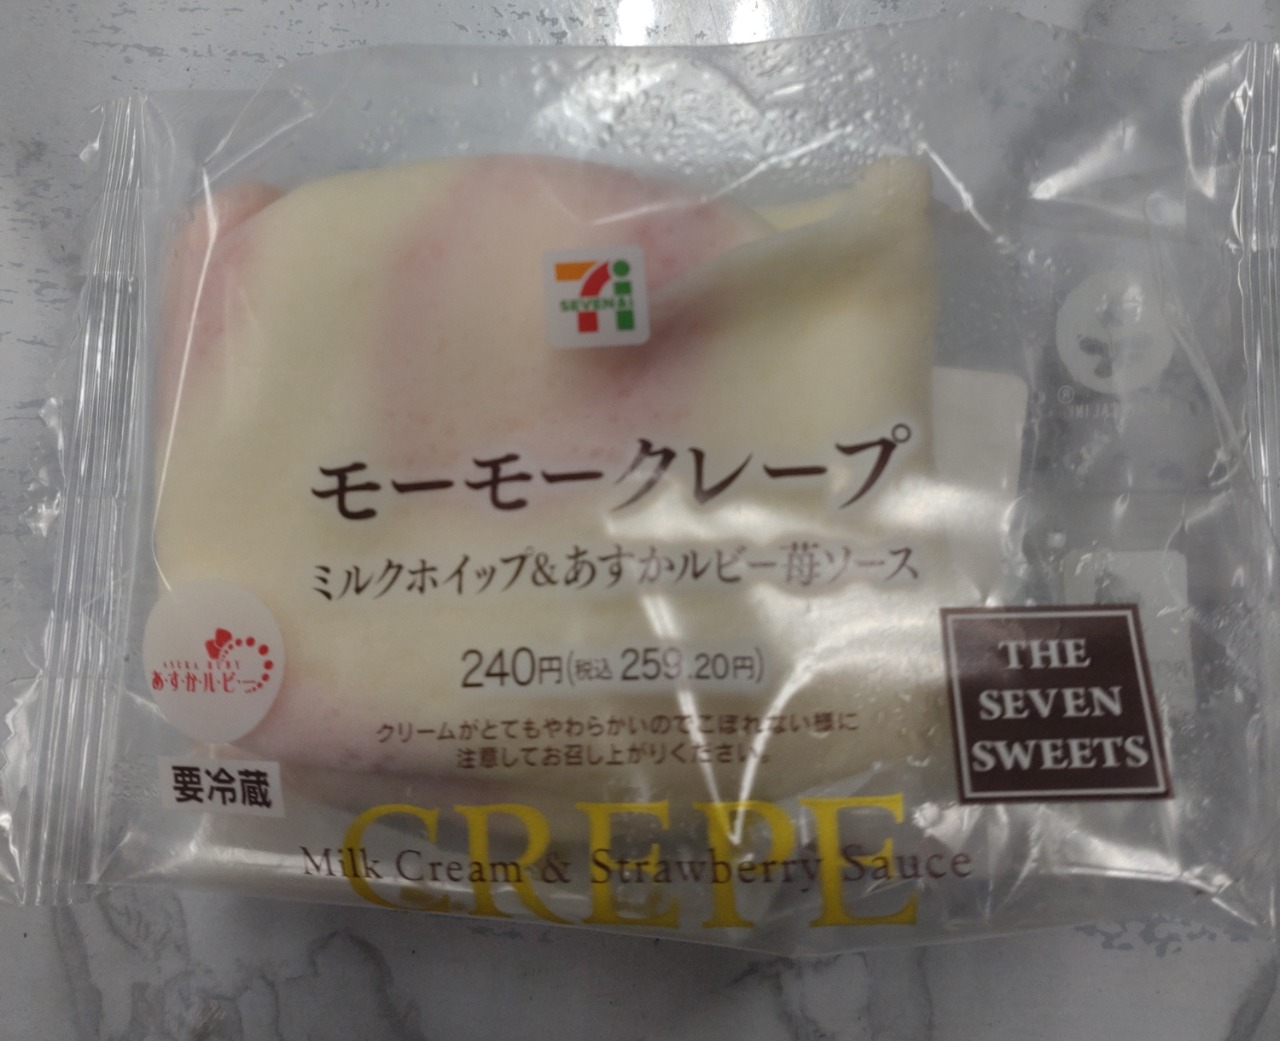 SEVEN&i
モーモークレープ
ミルクホイップ&あすかルビー苺ソース
240円(税込 259.20円)
クリームがとてもやわらかいのでこぼれない様に
注意してお召し上がりください。
ASUKA RUBY
あ・す・か・ル・ビ・ー
要冷蔵
THE
SEVEN
SWEETS
CREPE
Milk Cream & Strawberry Sauce